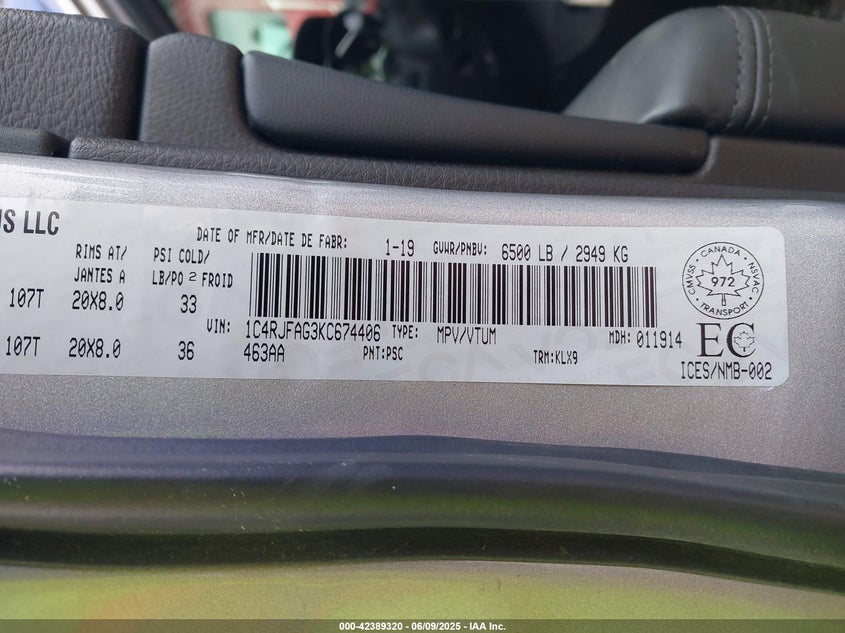 US LLC
DATE OF MFR/DATE DE FABR: 1-19 GVWR/PNBV: 6500 LB / 2949 KG
RIMS AT/ PSI COLD/
JANTES A LB/PO 2 FROID
107T 20X8.0 33
VIN: 1C4RJFAG3KC674406 TYPE: MPV/VTUM MDH: 011914
107T 20X8.0 36 463AA PNT:PSC TRM:KLX9
CMVSS CANADA NSVAC
972
TRANSPORT
EC
ICES/NMB-002
000-42389320 | 06/09/2025 - IAA Inc.